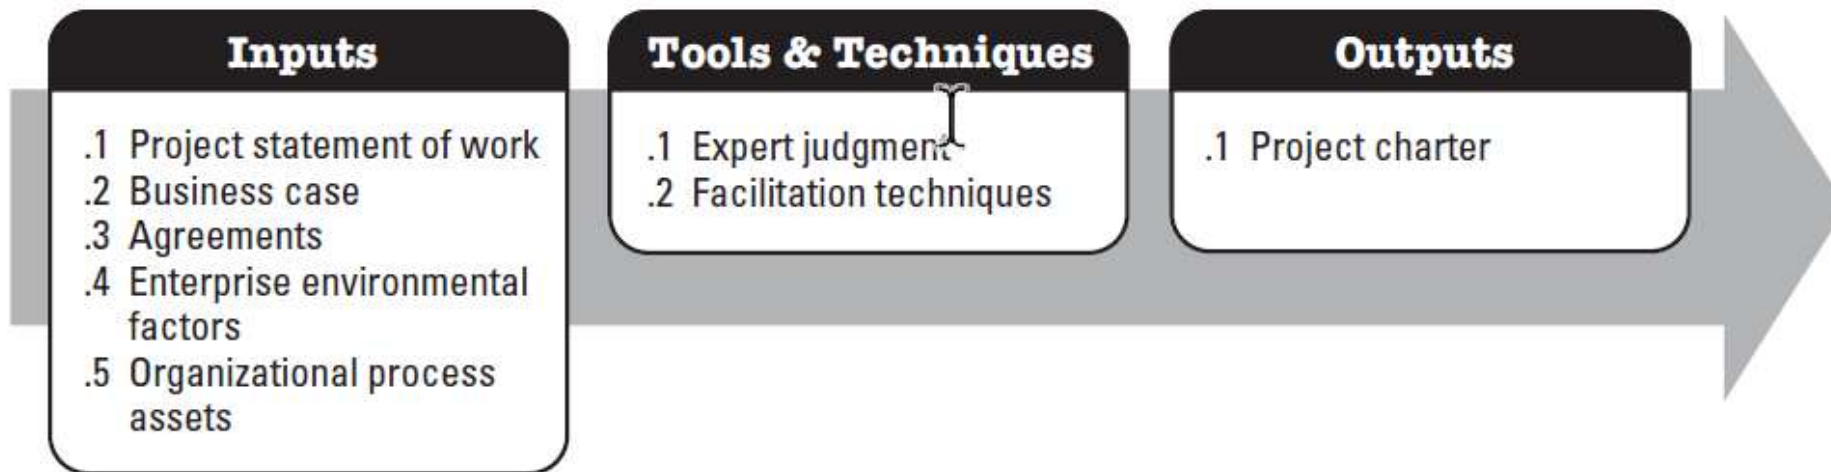 Inputs
.1 Project statement of work
.2 Business case
.3 Agreements
.4 Enterprise environmental
factors
.5 Organizational process
assets
Tools & Techniques
.1 Expert judgment
.2 Facilitation techniques
Outputs
.1 Project charter